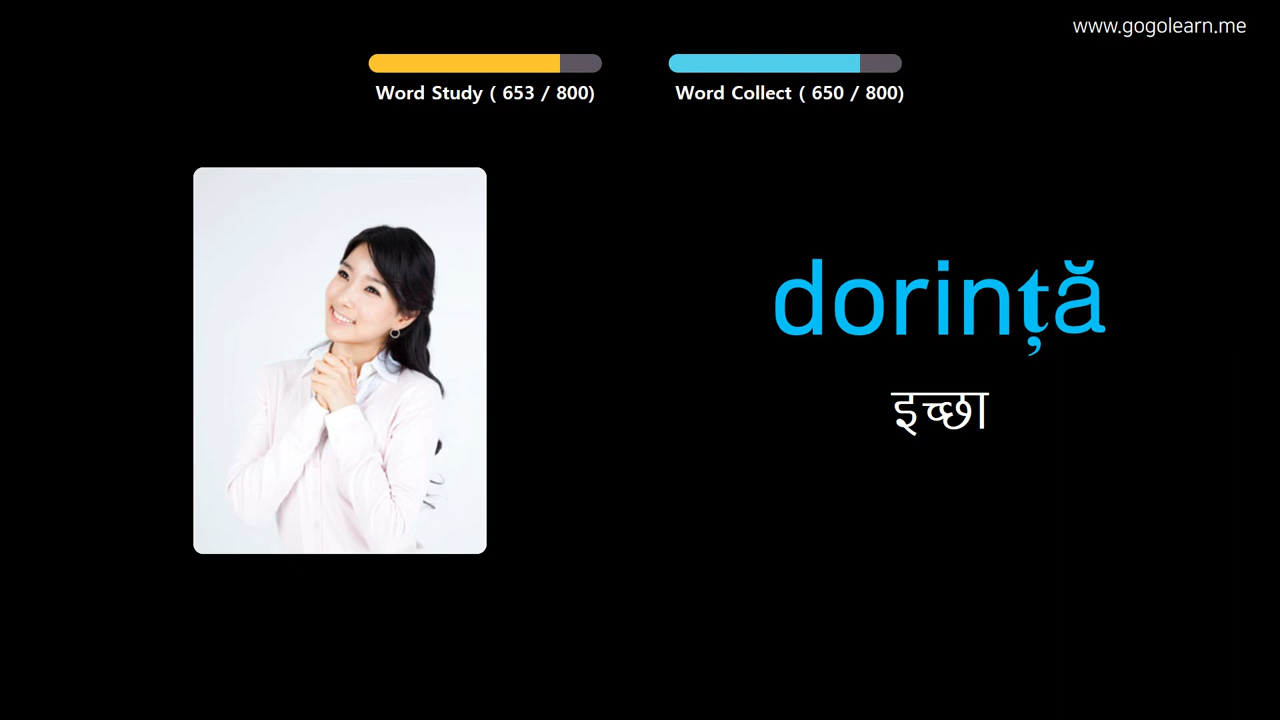 www.gogolearn.me
Word Study ( 653 / 800)
Word Collect ( 650 / 800)
dorință
इच्छा